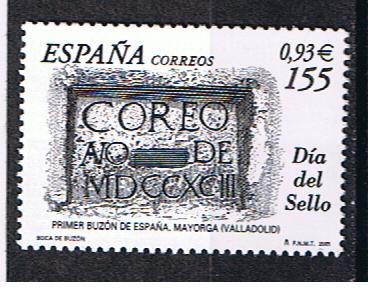 ESPAÑA CORREOS 0,93€
155
COREO
AÑO DE
MDCCXCIII
Día
del
Sello
PRIMER BUZÓN DE ESPAÑA. MAYORGA (VALLADOLID)
BOCA DE BUZÓN F.N.M.T. 2001